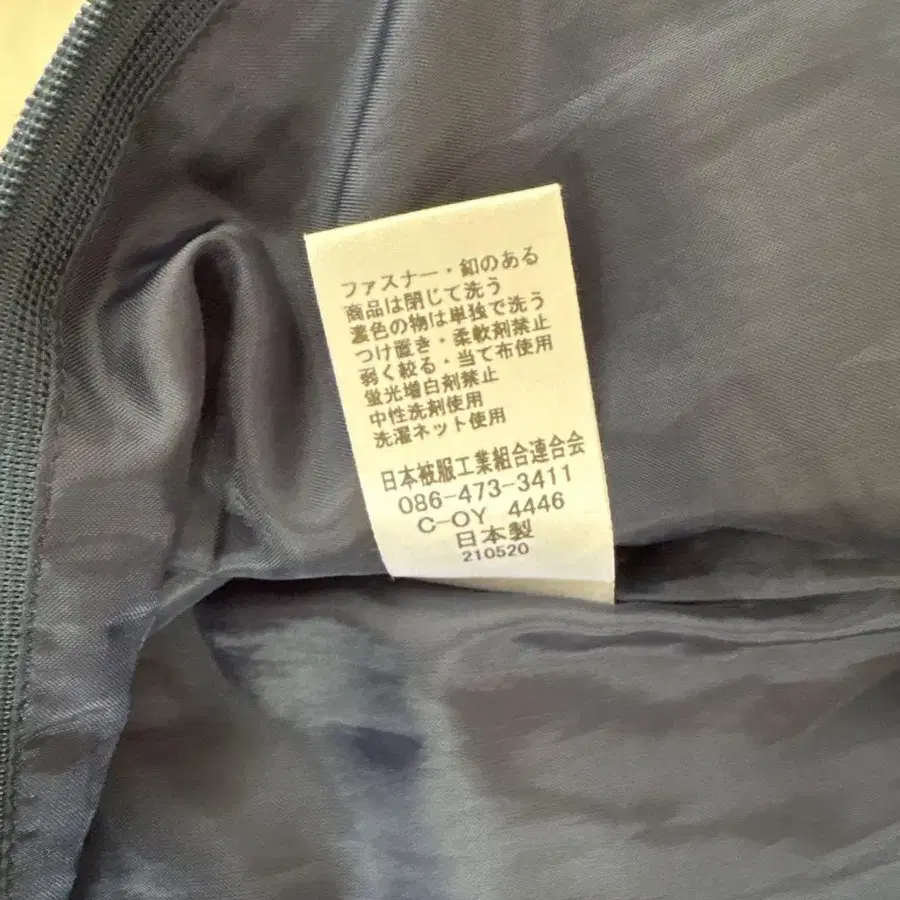 ファスナー・釦のある
商品は閉じて洗う
濃色の物は単独で洗う
つけ置き・柔軟剤禁止
弱く絞る・当て布使用
蛍光増白剤禁止
中性洗剤使用
洗濯ネット使用
日本被服工業組合連合会
086-473-3411
C-OY 4446
日本製
210520